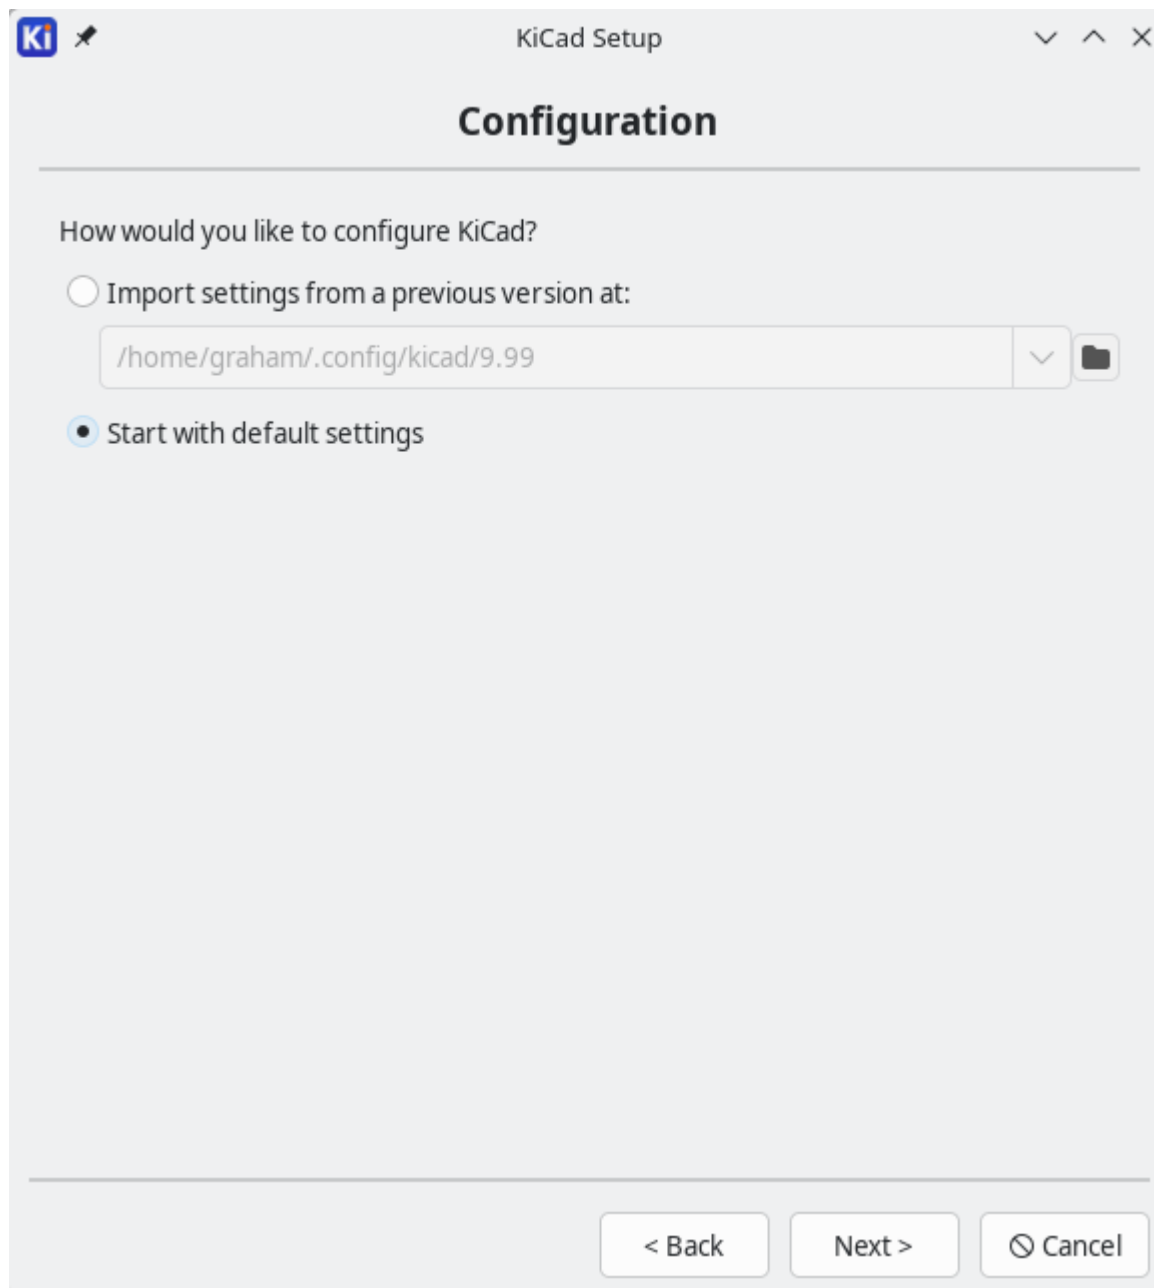 Ki
KiCad Setup
Configuration
How would you like to configure KiCad?
Import settings from a previous version at:
/home/graham/.config/kicad/9.99
Start with default settings
< Back
Next >
Cancel